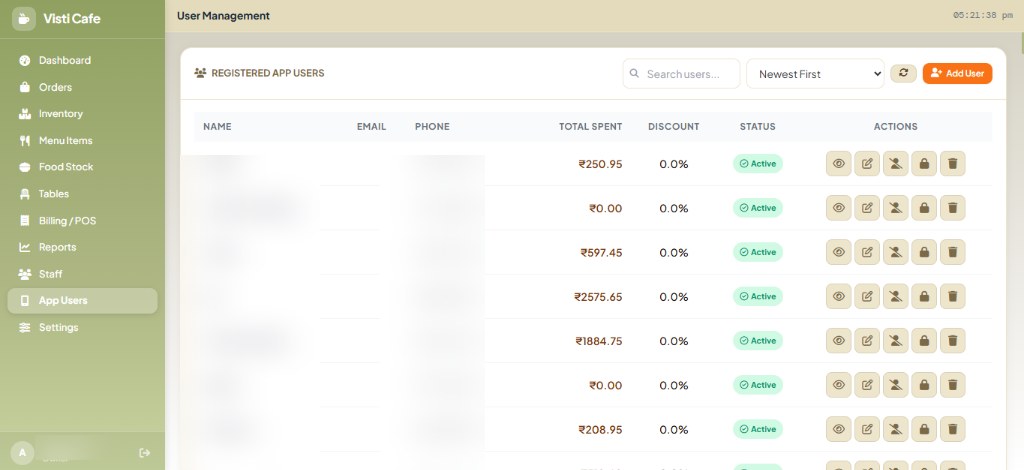 Visti Cafe
User Management
05:21:38 pm
Dashboard
Orders
Inventory
Menu Items
Food Stock
Tables
Billing / POS
Reports
Staff
App Users
Settings
A
REGISTERED APP USERS
Search users...
Newest First
Add User
NAME EMAIL PHONE TOTAL SPENT DISCOUNT STATUS ACTIONS
₹250.95 0.0% Active
₹0.00 0.0% Active
₹597.45 0.0% Active
₹2575.65 0.0% Active
₹1884.75 0.0% Active
₹0.00 0.0% Active
₹208.95 0.0% Active